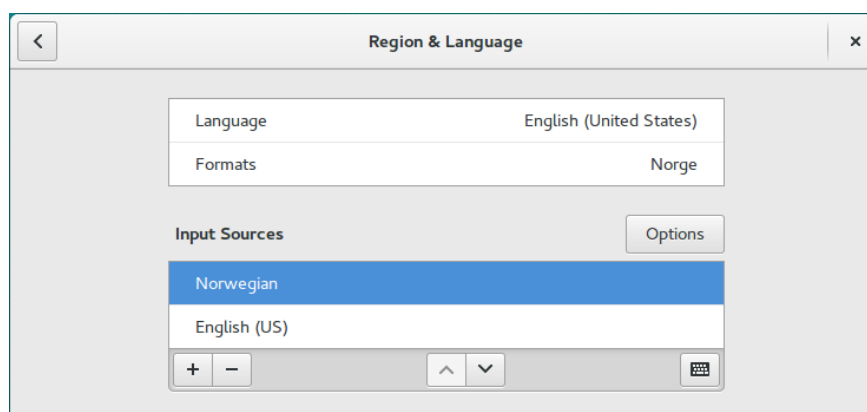 Region & Language
Language English (United States)
Formats Norge
Input Sources Options
Norwegian
English (US)